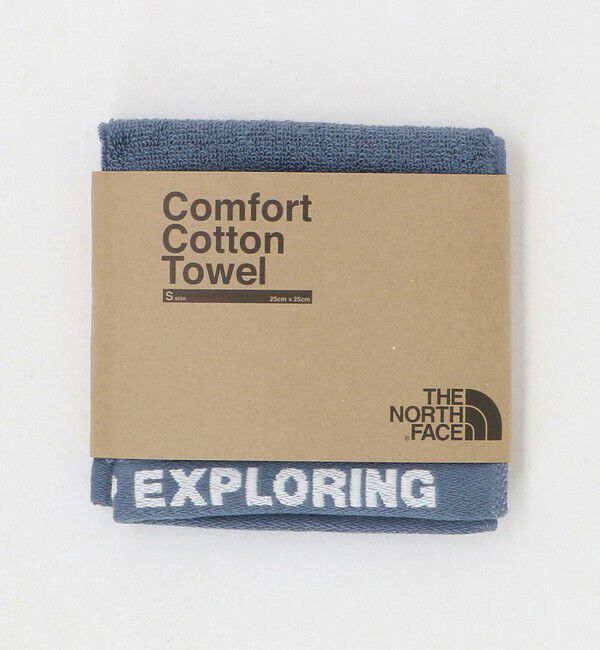 Comfort
Cotton
Towel
S size 25cm × 25cm
THE
NORTH
®FACE
EXPLORING